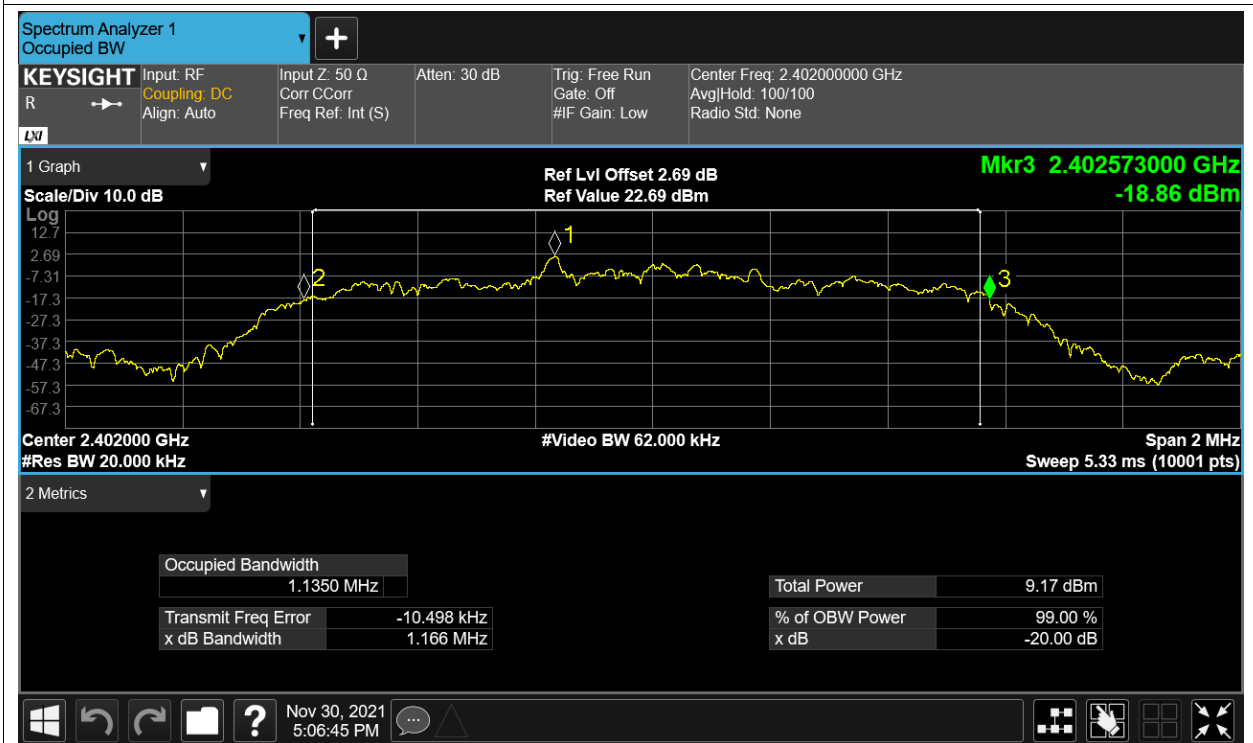 Spectrum Analyzer 1
Occupied BW
KEYSIGHT Input: RF Input Z: 50 Ω Atten: 30 dB Trig: Free Run Center Freq: 2.402000000 GHz
R Coupling: DC Corr CCorr Gate: Off Avg|Hold: 100/100
Align: Auto Freq Ref: Int (S) #IF Gain: Low Radio Std: None
LXI
1 Graph Ref Lvl Offset 2.69 dB Mkr3 2.402573000 GHz
Scale/Div 10.0 dB Ref Value 22.69 dBm -18.86 dBm
Log
12.7
1
2.69
-7.31
2
3
-17.3
-27.3
-37.3
-47.3
-57.3
-67.3
Center 2.402000 GHz #Video BW 62.000 kHz Span 2 MHz
#Res BW 20.000 kHz Sweep 5.33 ms (10001 pts)
2 Metrics
Occupied Bandwidth
1.1350 MHz Total Power 9.17 dBm
Transmit Freq Error -10.498 kHz % of OBW Power 99.00 %
x dB Bandwidth 1.166 MHz x dB -20.00 dB
? Nov 30, 2021
5:06:45 PM